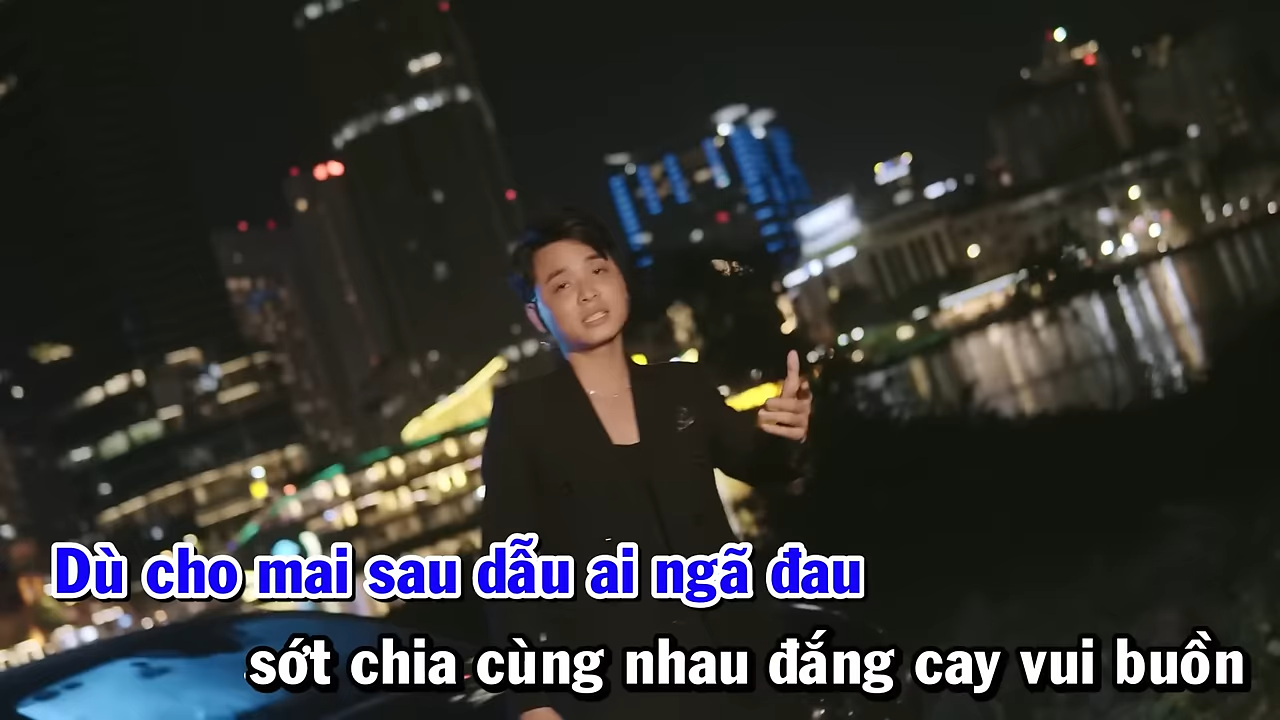 Dù cho mai sau dẫu ai ngã đau
sớt chia cùng nhau đắng cay vui buồn